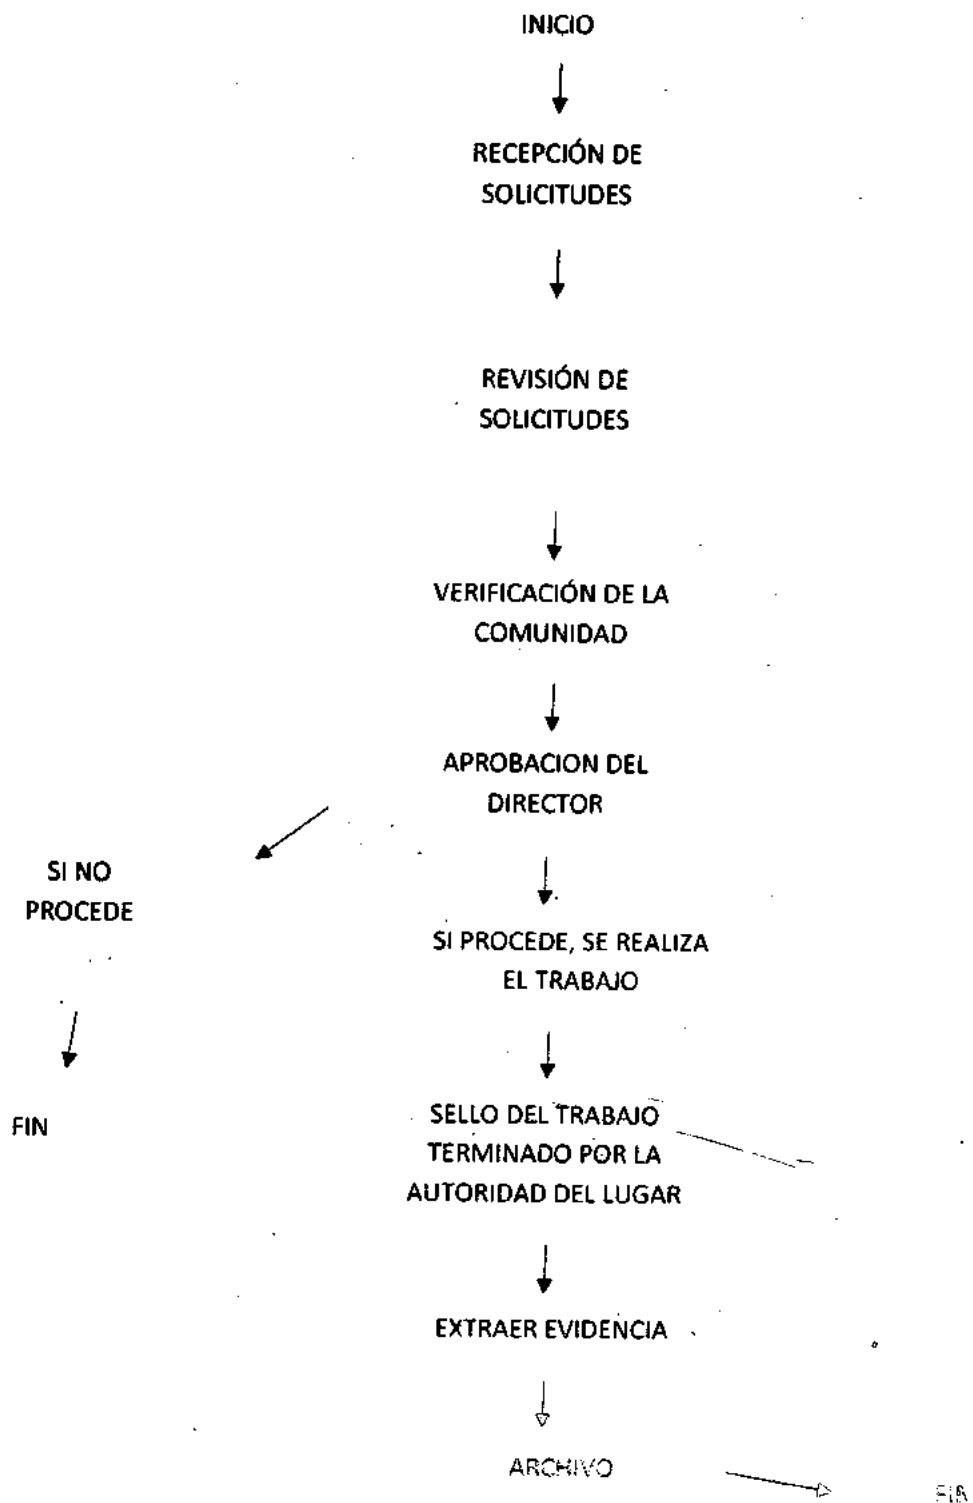 INICIO
RECEPCIÓN DE
SOLICITUDES
REVISIÓN DE
SOLICITUDES
VERIFICACIÓN DE LA
COMUNIDAD
APROBACION DEL
DIRECTOR
SI NO
PROCEDE
SI PROCEDE, SE REALIZA
EL TRABAJO
FIN
SELLO DEL TRABAJO
TERMINADO POR LA
AUTORIDAD DEL LUGAR
EXTRAER EVIDENCIA
ARCHIVO
FIN